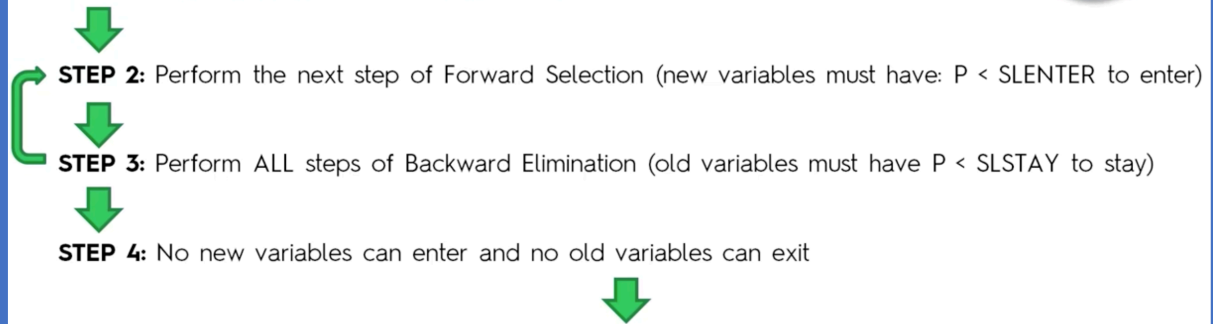 STEP 2: Perform the next step of Forward Selection (new variables must have: P < SLENTER to enter)
STEP 3: Perform ALL steps of Backward Elimination (old variables must have P < SLSTAY to stay)
STEP 4: No new variables can enter and no old variables can exit